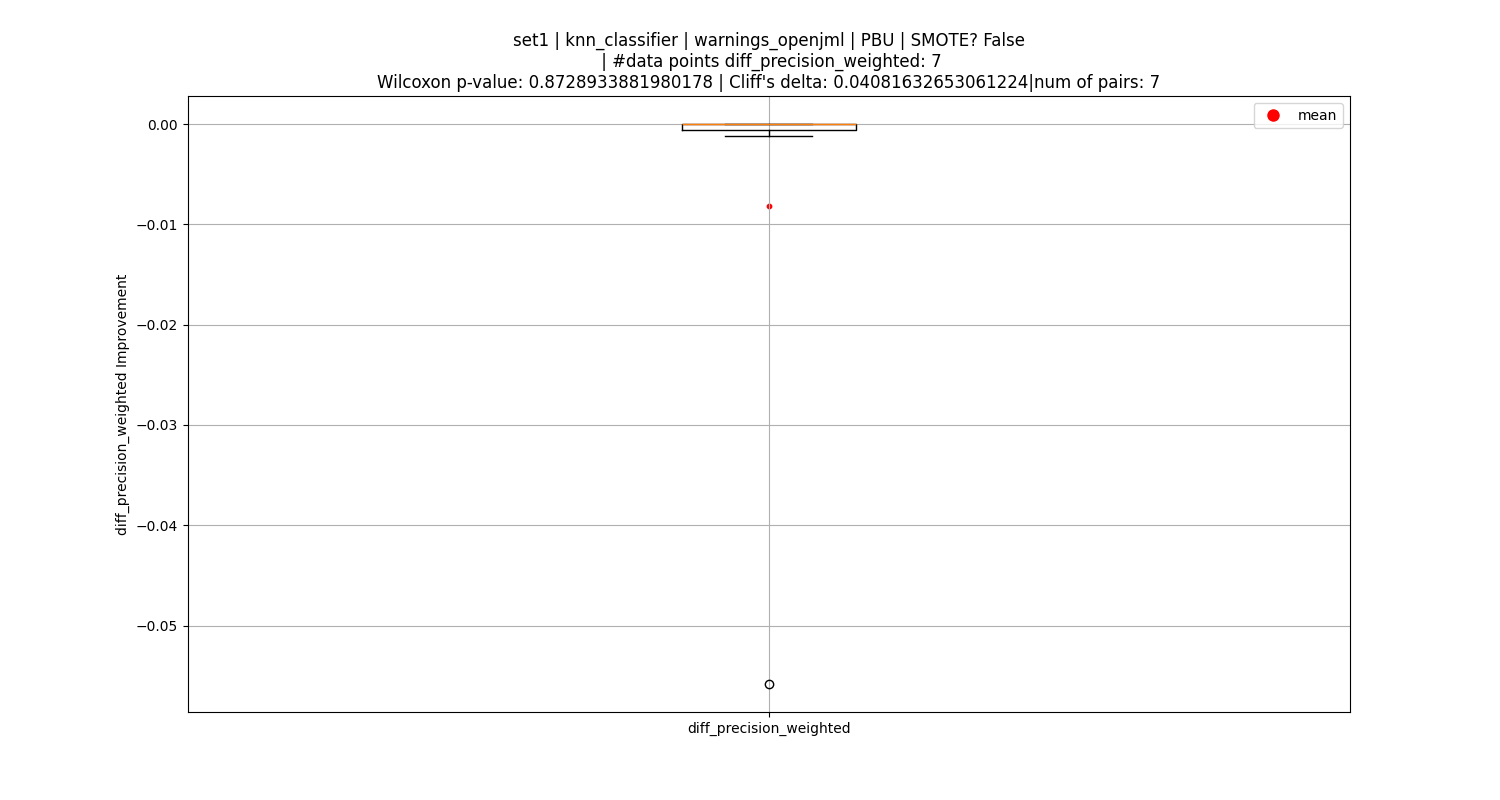 set1 | knn_classifier | warnings_openjml | PBU | SMOTE? False
| #data points diff_precision_weighted: 7
Wilcoxon p-value: 0.8728933881980178 | Cliff's delta: 0.04081632653061224|num of pairs: 7
mean
0.00
−0.01
−0.02
−0.03
−0.04
−0.05
diff_precision_weighted Improvement
diff_precision_weighted